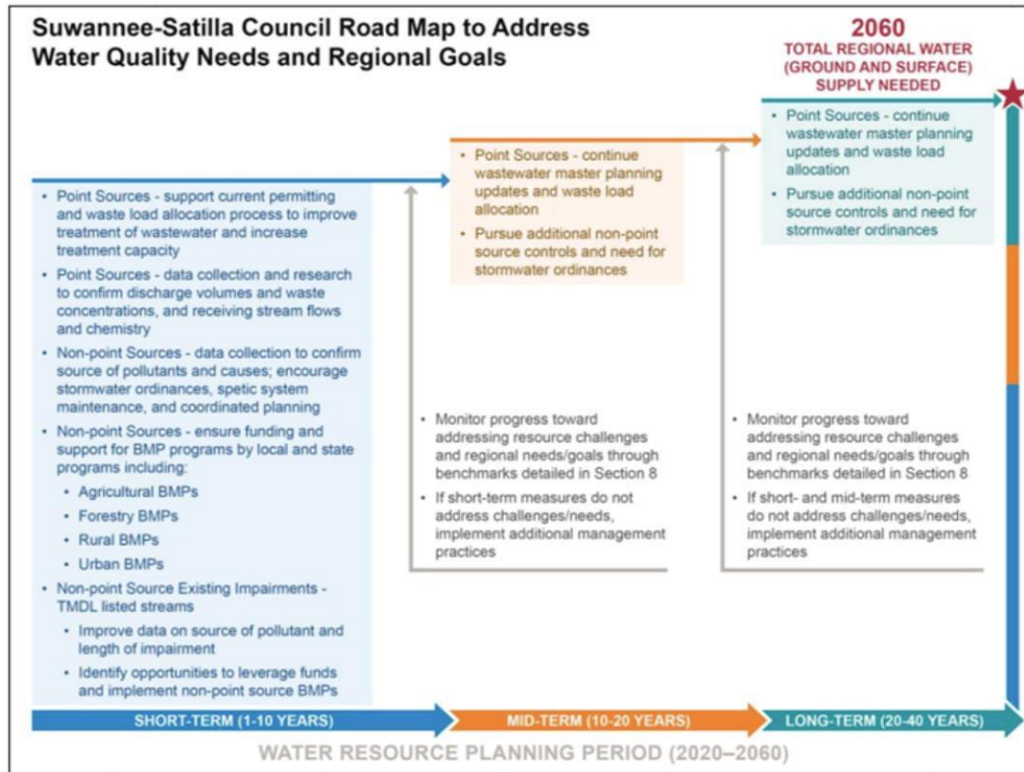 Suwannee-Satilla Council Road Map to Address
Water Quality Needs and Regional Goals
2060
TOTAL REGIONAL WATER
(GROUND AND SURFACE)
SUPPLY NEEDED
• Point Sources - support current permitting
and waste load allocation process to improve
treatment of wastewater and increase
treatment capacity
• Point Sources - data collection and research
to confirm discharge volumes and waste
concentrations, and receiving stream flows
and chemistry
• Non-point Sources - data collection to confirm
source of pollutants and causes; encourage
stormwater ordinances, spetic system
maintenance, and coordinated planning
• Non-point Sources - ensure funding and
support for BMP programs by local and state
programs including:
• Agricultural BMPs
• Forestry BMPs
• Rural BMPs
• Urban BMPs
• Non-point Source Existing Impairments -
TMDL listed streams
• Improve data on source of pollutant and
length of impairment
• Identify opportunities to leverage funds
and implement non-point source BMPs
• Point Sources - continue
wastewater master planning
updates and waste load
allocation
• Pursue additional non-point
source controls and need for
stormwater ordinances
• Monitor progress toward
addressing resource challenges
and regional needs/goals through
benchmarks detailed in Section 8
• If short-term measures do not
address challenges/needs,
implement additional management
practices
• Point Sources - continue
wastewater master planning
updates and waste load
allocation
• Pursue additional non-point
source controls and need for
stormwater ordinances
• Monitor progress toward
addressing resource challenges
and regional needs/goals through
benchmarks detailed in Section 8
• If short- and mid-term measures
do not address challenges/needs,
implement additional management
practices
SHORT-TERM (1-10 YEARS)
MID-TERM (10-20 YEARS)
LONG-TERM (20-40 YEARS)
WATER RESOURCE PLANNING PERIOD (2020–2060)